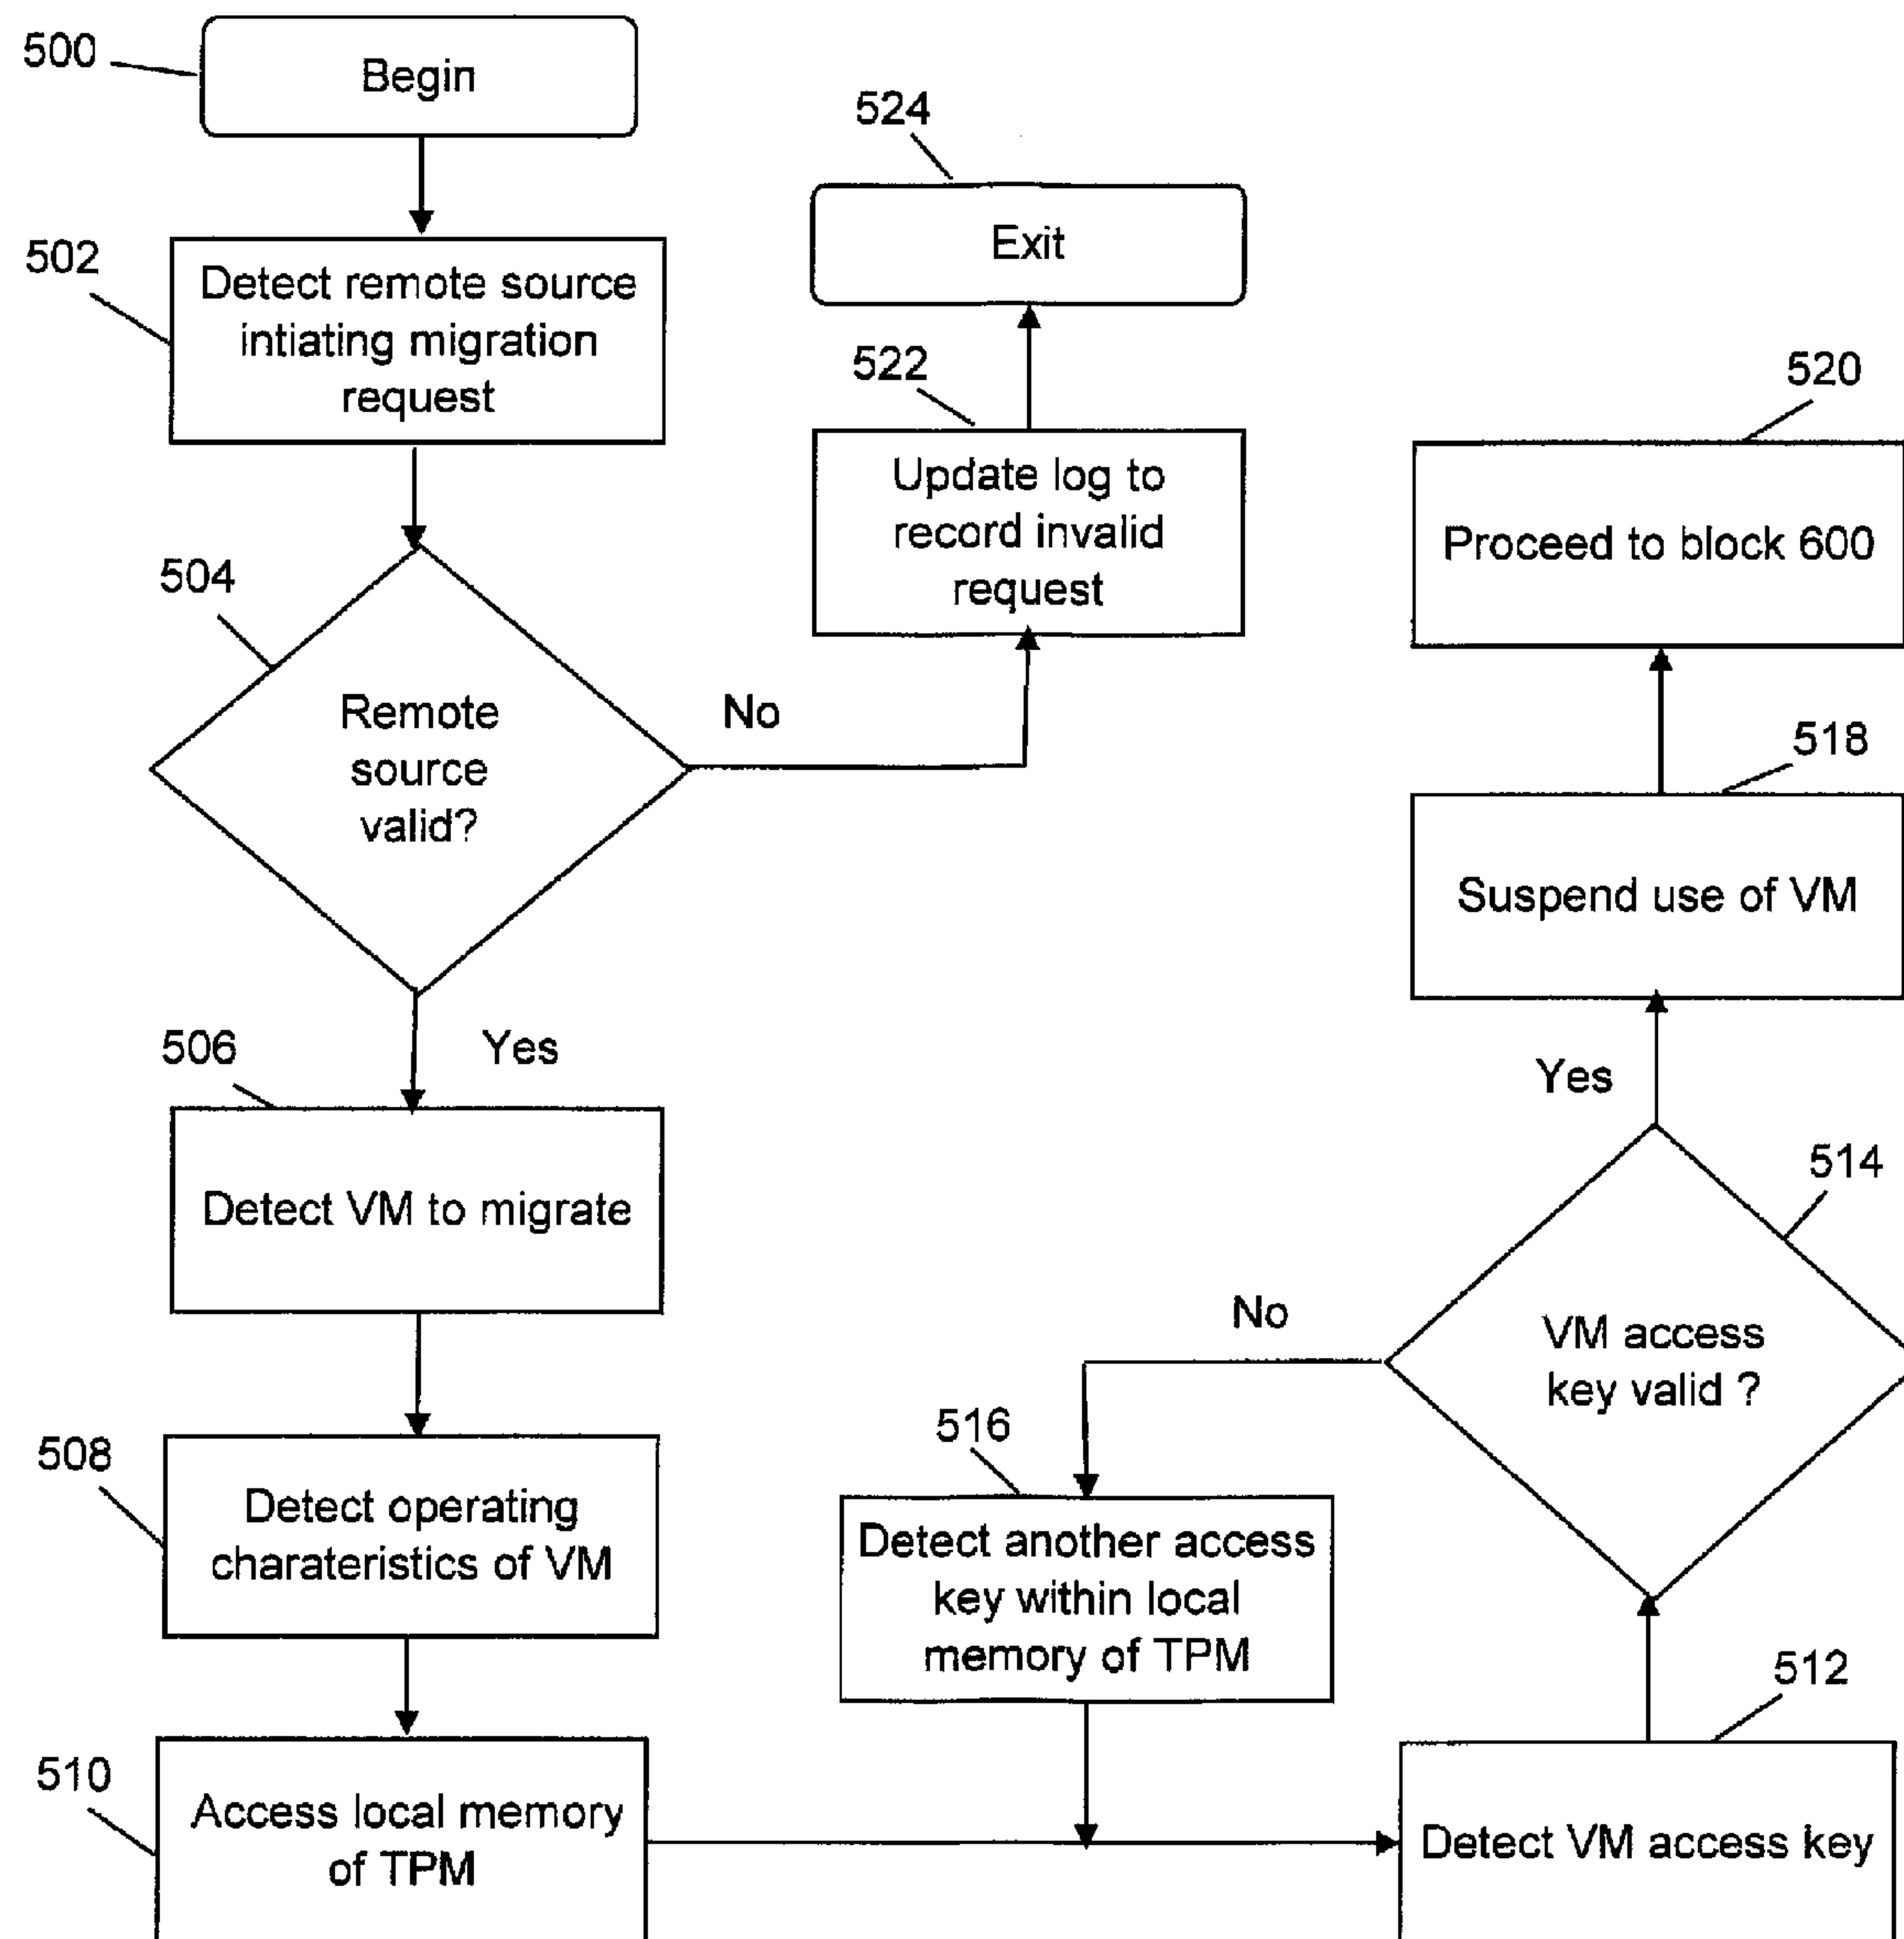 500
Begin
524
Exit
502
Detect remote source
intiating migration
request
522
Update log to
record invalid
request
520
Proceed to block 600
504
Remote
source
valid?
No
518
Suspend use of VM
506
Yes
Detect VM to migrate
Yes
514
VM access
key valid ?
No
508
Detect operating
charateristics of VM
516
Detect another access
key within local
memory of TPM
512
510
Access local memory
of TPM
Detect VM access key